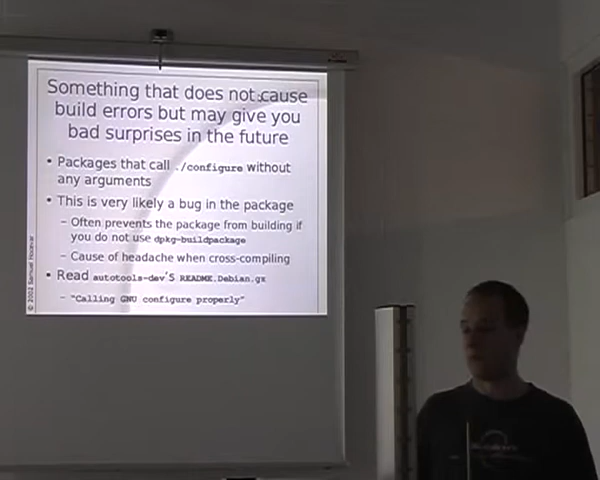 Something that does not cause
build errors but may give you
bad surprises in the future
• Packages that call ./configure without
any arguments
• This is very likely a bug in the package
– Often prevents the package from building if
you do not use dpkg-buildpackage
– Cause of headache when cross-compiling
• Read autotools-dev's README.Debian.gz
– "Calling GNU configure properly"
© 2002 Samuel Hocevar